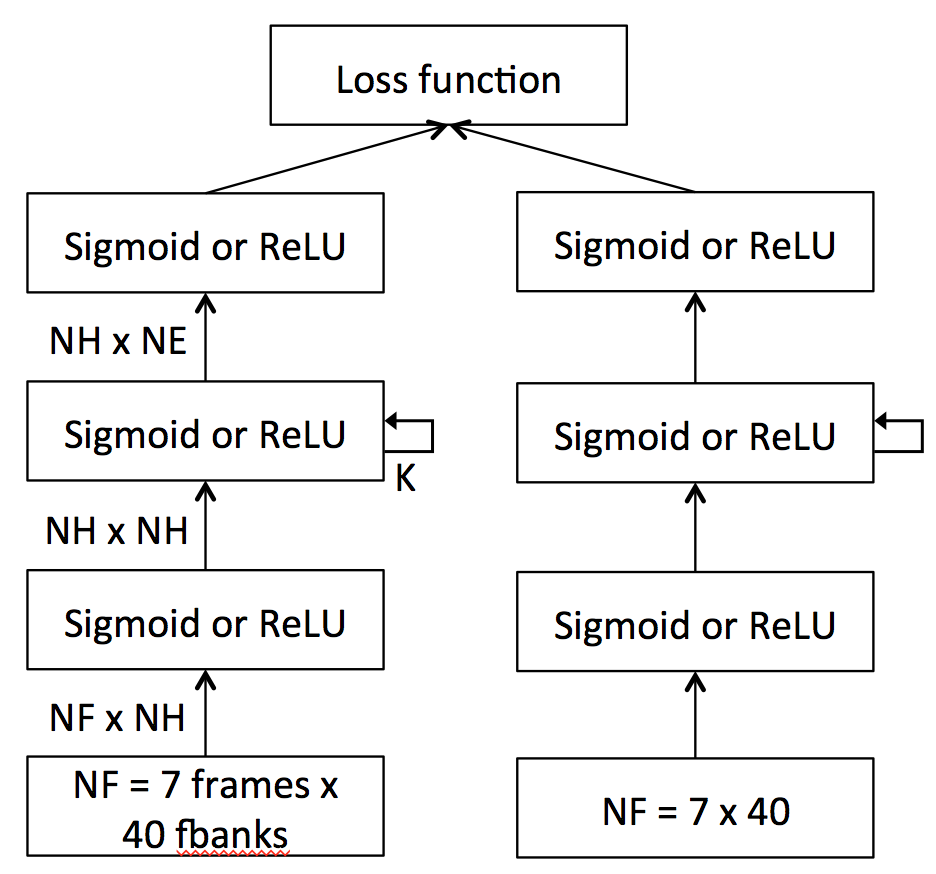 Loss function
Sigmoid or ReLU
Sigmoid or ReLU
NH x NE
Sigmoid or ReLU
K
Sigmoid or ReLU
NH x NH
Sigmoid or ReLU
Sigmoid or ReLU
NF x NH
NF = 7 frames x
40 fbanks
NF = 7 x 40